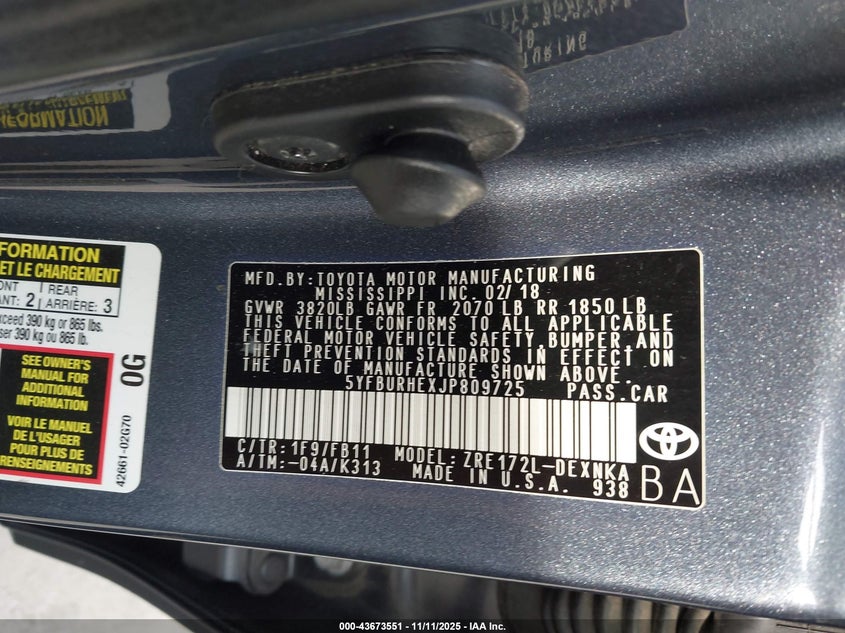 FORMATION
ET LE CHARGEMENT
ONT
REAR
ANT: 2
ARRIÈRE: 3
xceed 390 kg or 865 lbs.
ser 390 kg ou 865 lb.
SEE OWNER'S
MANUAL FOR
ADDITIONAL
INFORMATION
VOIR LE MANUEL
DE L'USAGER
POUR PLUS DE
RENSEIGNEMENTS
0G
42661-02G70
MFD.BY:TOYOTA MOTOR MANUFACTURING
MISSISSIPPI INC. 02/18
GVWR 3820LB GAWR FR 2070 LB RR 1850 LB
THIS VEHICLE CONFORMS TO ALL APPLICABLE
FEDERAL MOTOR VEHICLE SAFETY, BUMPER, AND
THEFT PREVENTION STANDARDS IN EFFECT ON
THE DATE OF MANUFACTURE SHOWN ABOVE.
5YFBURHEXJP809725 PASS.CAR
C/TR:1F9/FB11 MODEL:ZRE172L-DEXNKA
A/TM:-04A/K313 MADE IN U.S.A. 938
BA
000-43673551 - 11/11/2025 - IAA Inc.